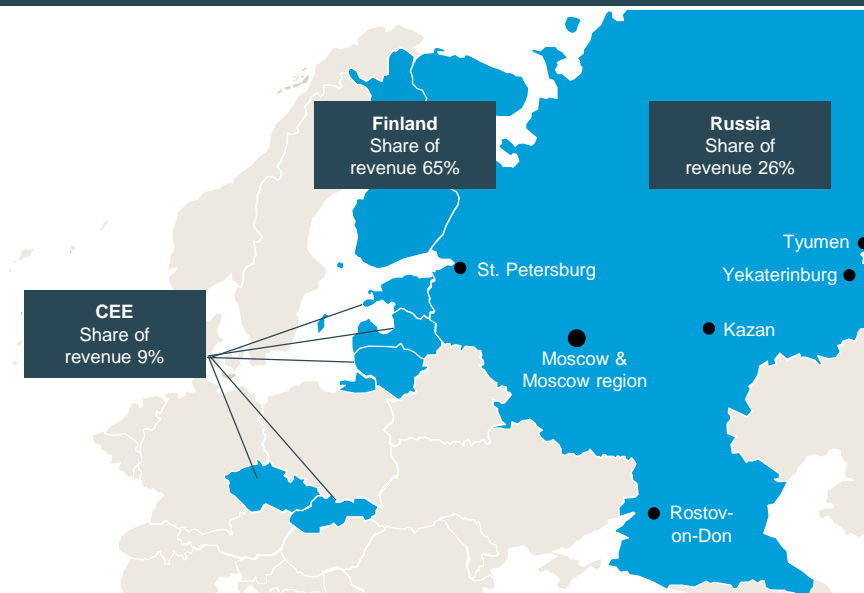 Finland
Share of
revenue 65%
Russia
Share of
revenue 26%
Tyumen
St. Petersburg
Yekaterinburg
CEE
Share of
revenue 9%
Kazan
Moscow &
Moscow region
Rostov-
on-Don